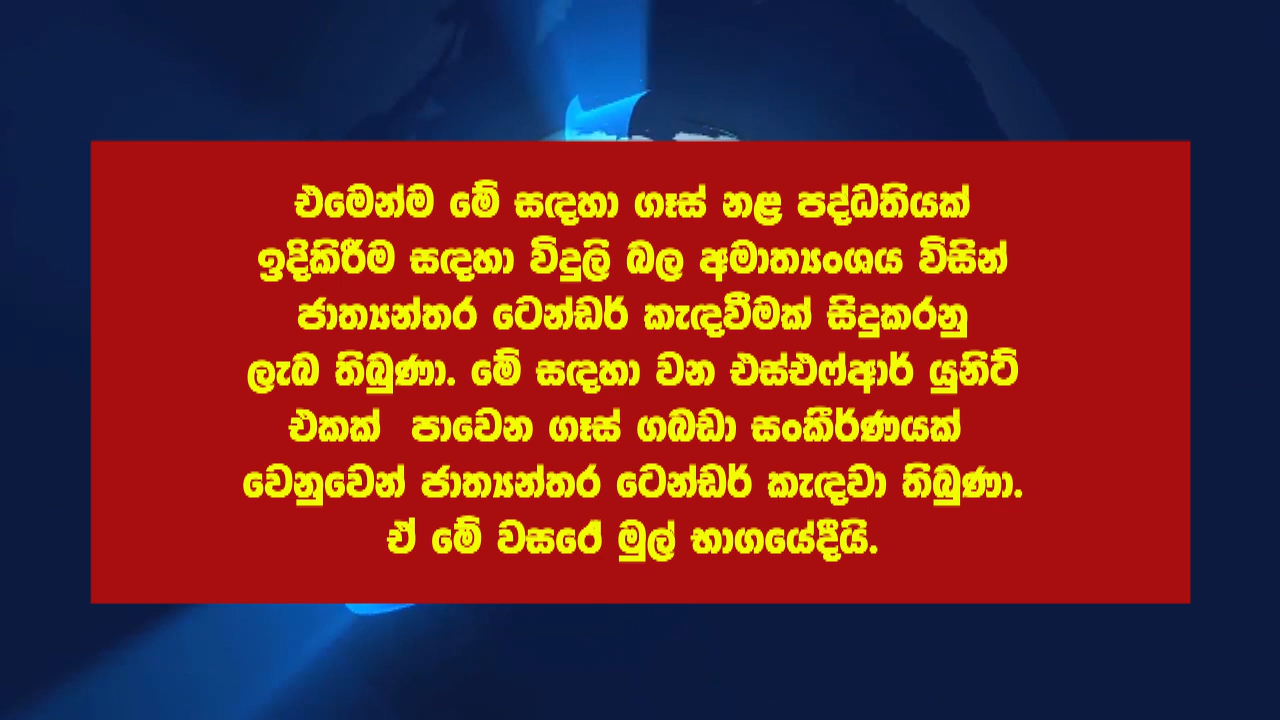 එමෙන්ම මේ සඳහා ගෑස් නළ පද්ධතියක්
ඉදිකිරීම සඳහා විදුලි බල අමාත්‍යංශය විසින්
ජාත්‍යන්තර ටෙන්ඩර් කැඳවීමක් සිදුකරනු
ලැබ තිබුණා. මේ සඳහා වන එස්එෆ්ආර් යුනිට්
එකක් පාවෙන ගෑස් ගබඩා සංකීර්ණයක්
වෙනුවෙන් ජාත්‍යන්තර ටෙන්ඩර් කැඳවා තිබුණා.
ඒ මේ වසරේ මුල් භාගයේදීයි.